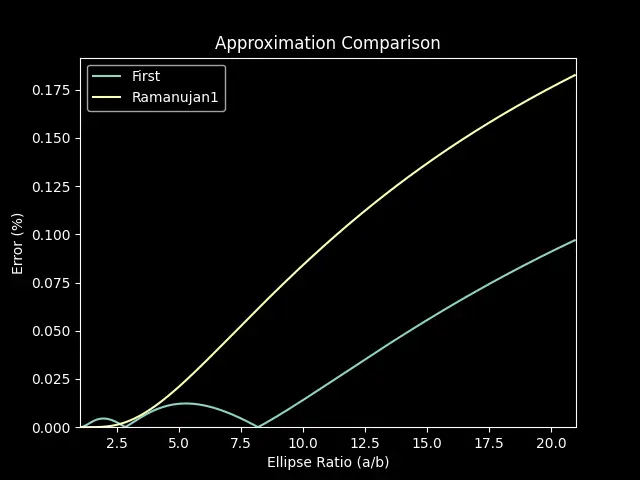 Approximation Comparison
First
Ramanujan1
0.175
0.150
0.125
0.100
0.075
0.050
0.025
0.000
Error (%)
2.5 5.0 7.5 10.0 12.5 15.0 17.5 20.0
Ellipse Ratio (a/b)